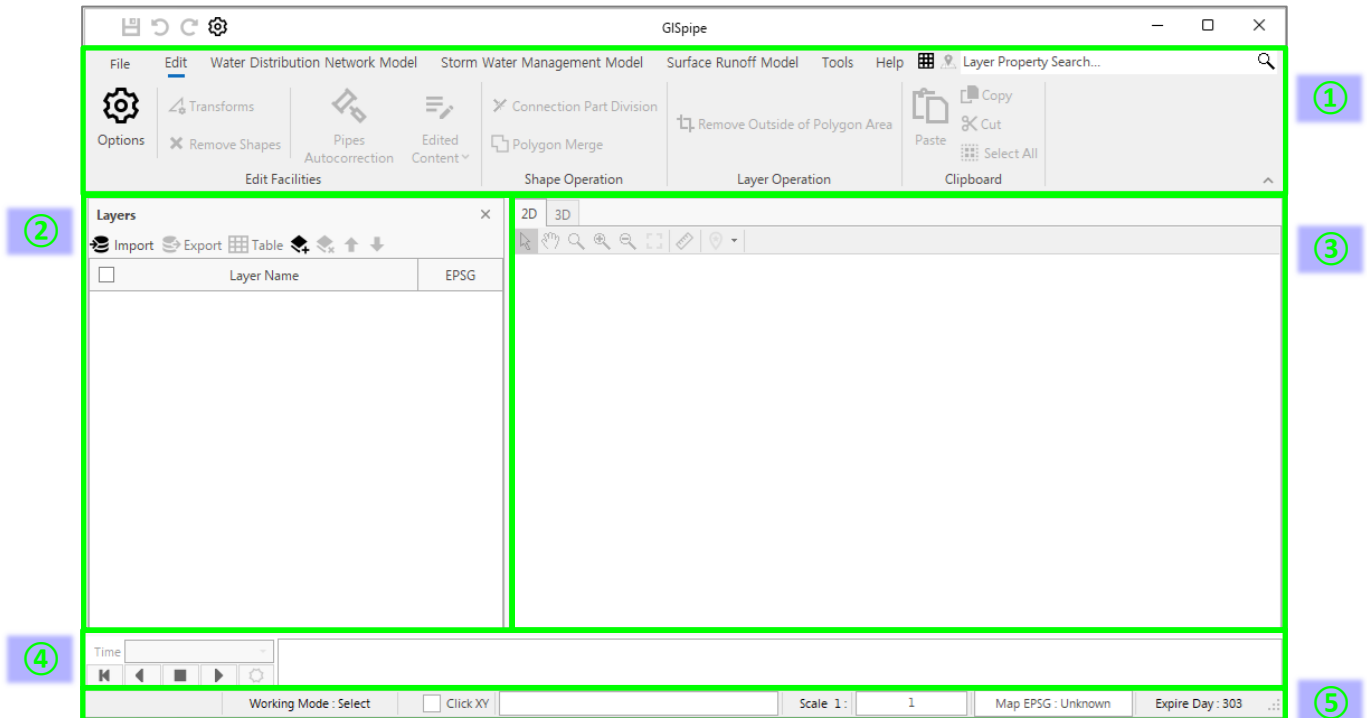 GISpipe
File Edit Water Distribution Network Model Storm Water Management Model Surface Runoff Model Tools Help Layer Property Search...
①
Options
Transforms
Remove Shapes
Pipes
Autocorrection
Edited
Content
Edit Facilities
Connection Part Division
Polygon Merge
Shape Operation
Remove Outside of Polygon Area
Layer Operation
Paste
Copy
Cut
Select All
Clipboard
②
Layers
Import Export Table
Layer Name EPSG
2D 3D
③
④
Time
Working Mode : Select Click XY Scale 1 : 1 Map EPSG : Unknown Expire Day : 303
⑤